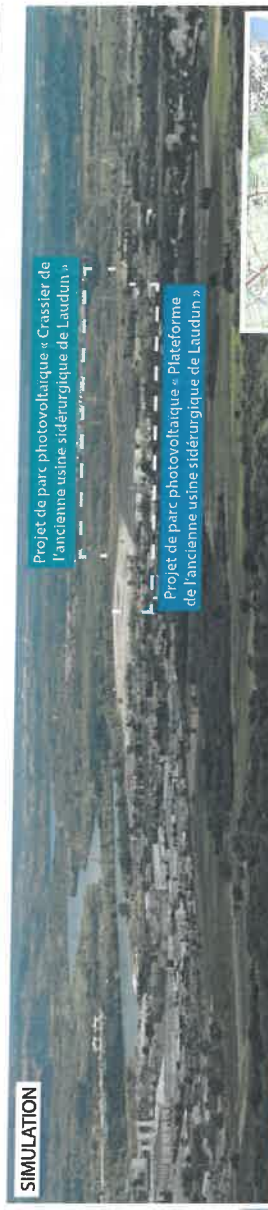 SIMULATION
Projet de parc photovoltaïque « Crassier de
l'ancienne usine sidérurgique de Laudun »
Projet de parc photovoltaïque « Plateforme
de l'ancienne usine sidérurgique de Laudun »